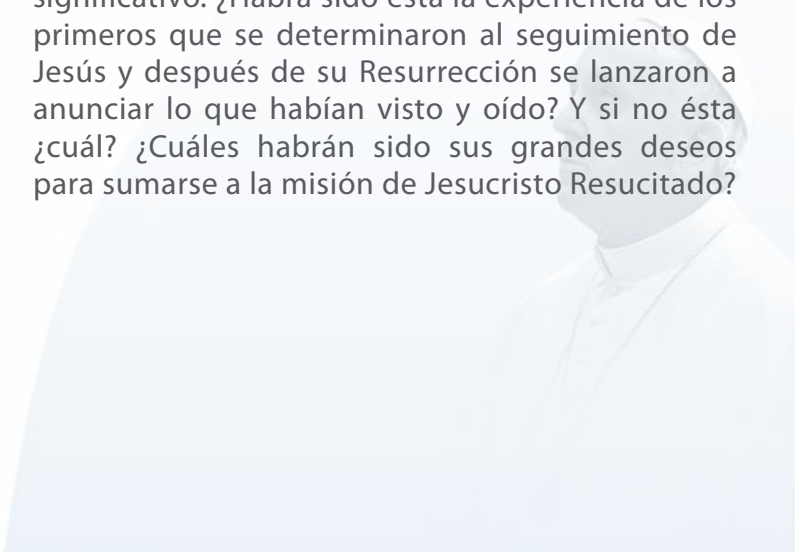 significativo. ¿Habrá sido ésta la experiencia de los
primeros que se determinaron al seguimiento de
Jesús y después de su Resurrección se lanzaron a
anunciar lo que habían visto y oído? Y si no ésta
¿cuál? ¿Cuáles habrán sido sus grandes deseos
para sumarse a la misión de Jesucristo Resucitado?